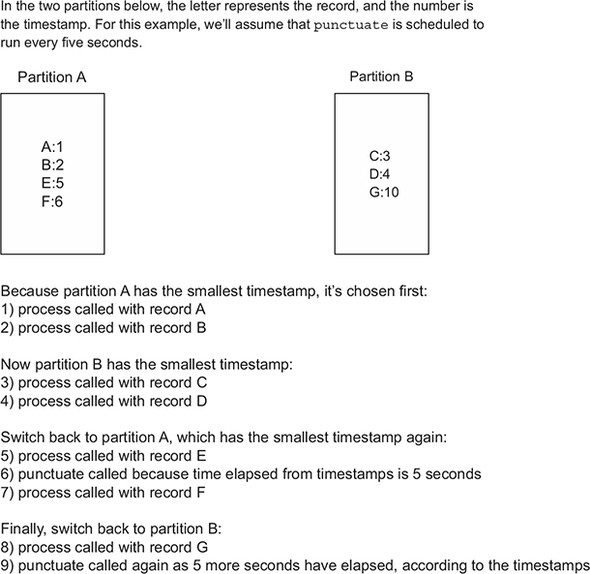 In the two partitions below, the letter represents the record, and the number is
the timestamp. For this example, we'll assume that punctuate is scheduled to
run every five seconds.
Partition A
Partition B
A:1
B:2
E:5
F:6
C:3
D:4
G:10
Because partition A has the smallest timestamp, it's chosen first:
1) process called with record A
2) process called with record B
Now partition B has the smallest timestamp:
3) process called with record C
4) process called with record D
Switch back to partition A, which has the smallest timestamp again:
5) process called with record E
6) punctuate called because time elapsed from timestamps is 5 seconds
7) process called with record F
Finally, switch back to partition B:
8) process called with record G
9) punctuate called again as 5 more seconds have elapsed, according to the timestamps